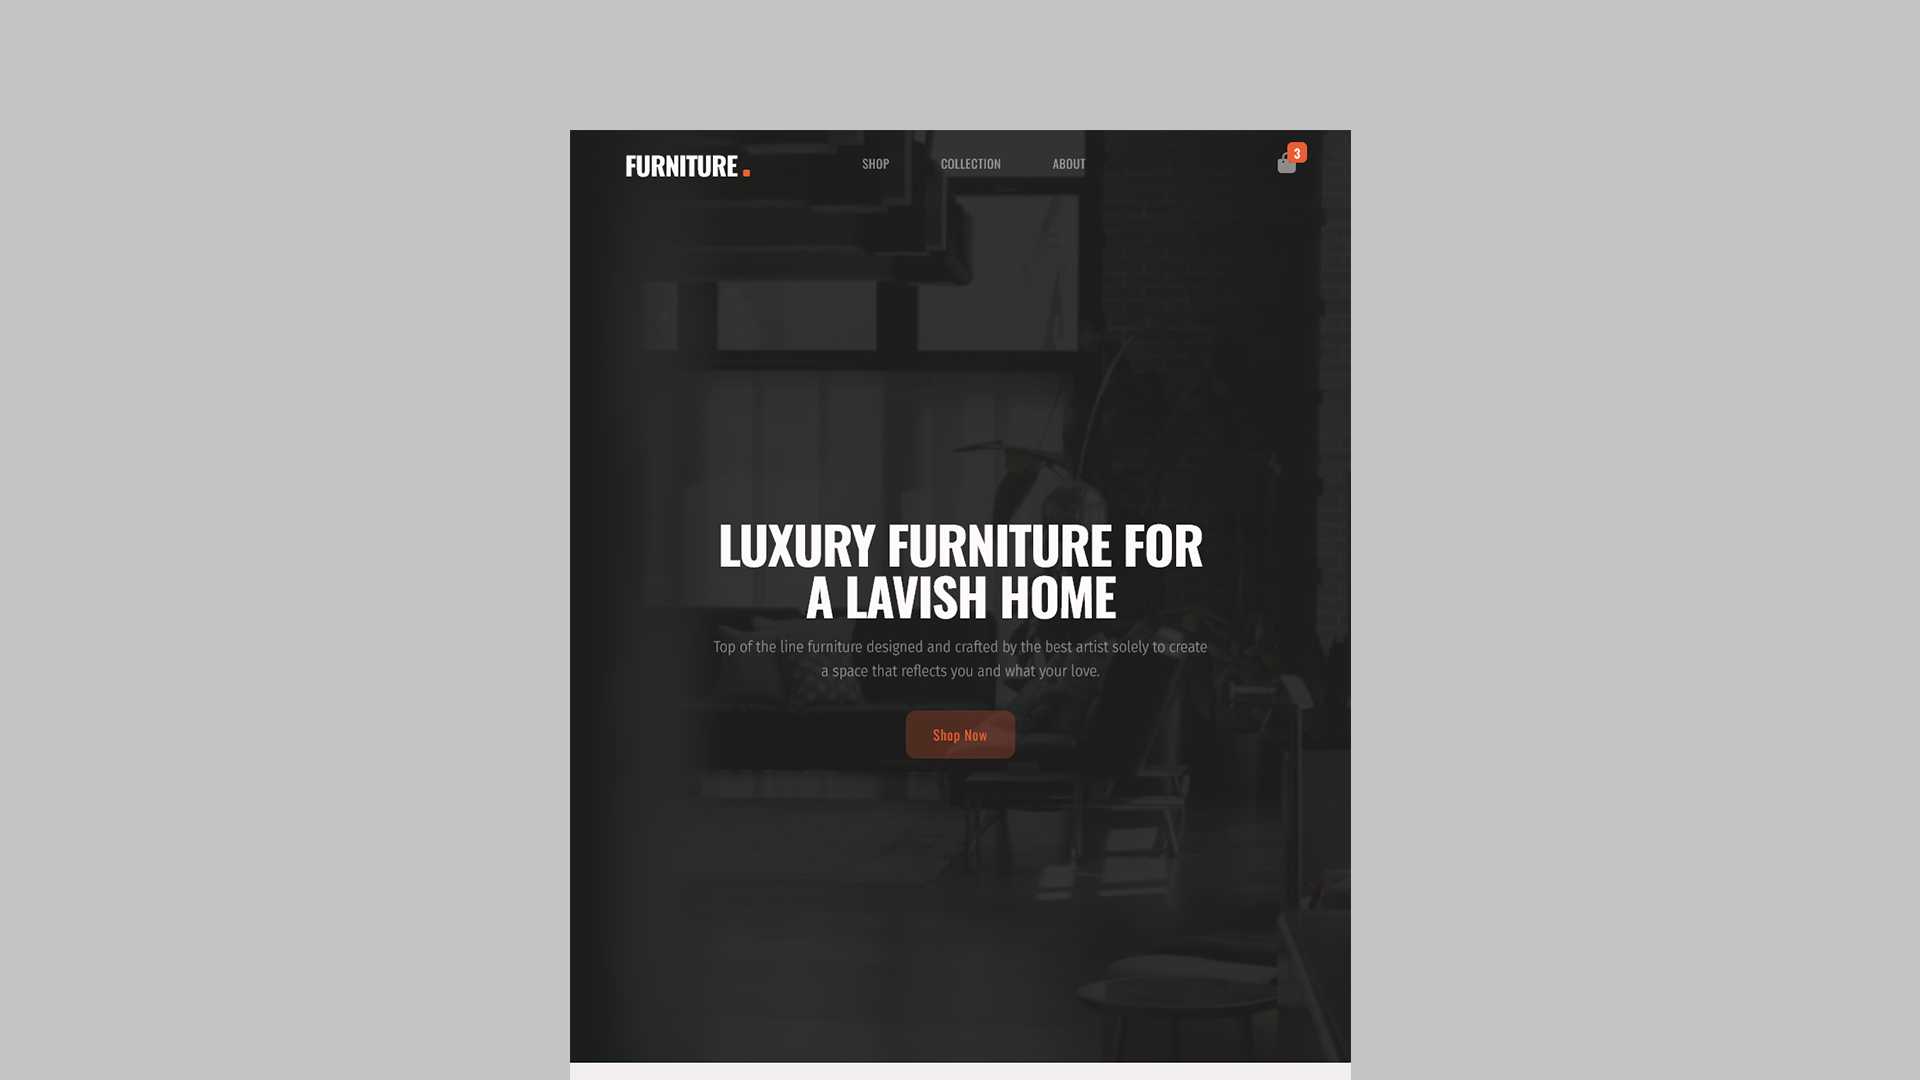 FURNITURE.
SHOP
COLLECTION
ABOUT
3
LUXURY FURNITURE FOR
A LAVISH HOME
Top of the line furniture designed and crafted by the best artist solely to create
a space that reflects you and what your love.
Shop Now